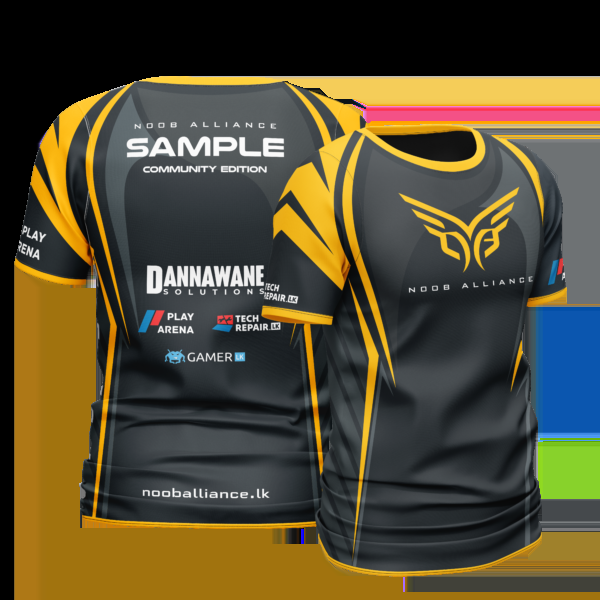 NOOB ALLIANCE
SAMPLE
COMMUNITY EDITION
PLAY
ARENA
DANNAWANE
SOLUTIONS
PLAY
ARENA
TECH
REPAIR.LK
GAMER LK
nooballiance.lk
TECH
REPAIR.LK
NOOB ALLIANCE